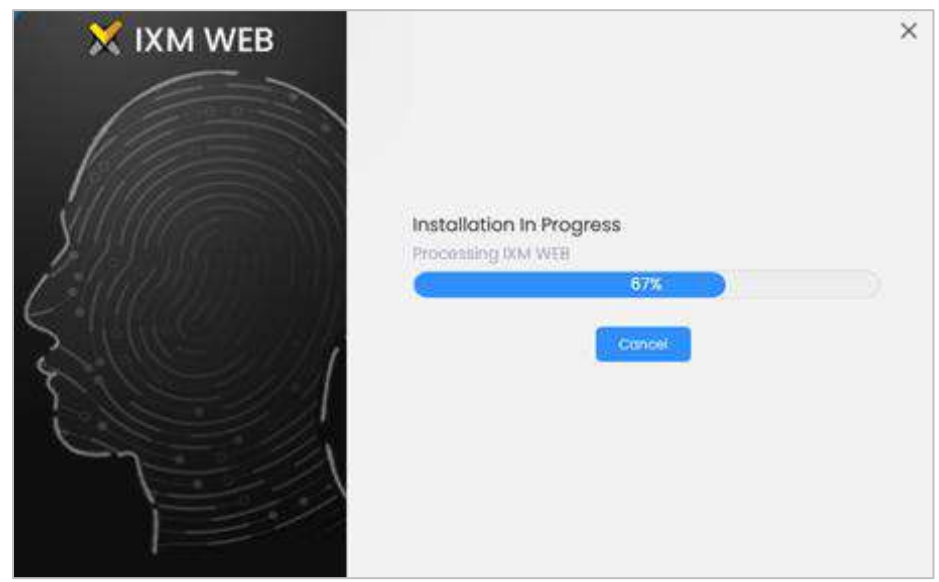 IXM WEB
Installation In Progress
Processing IXM WEB
67%
Cancel